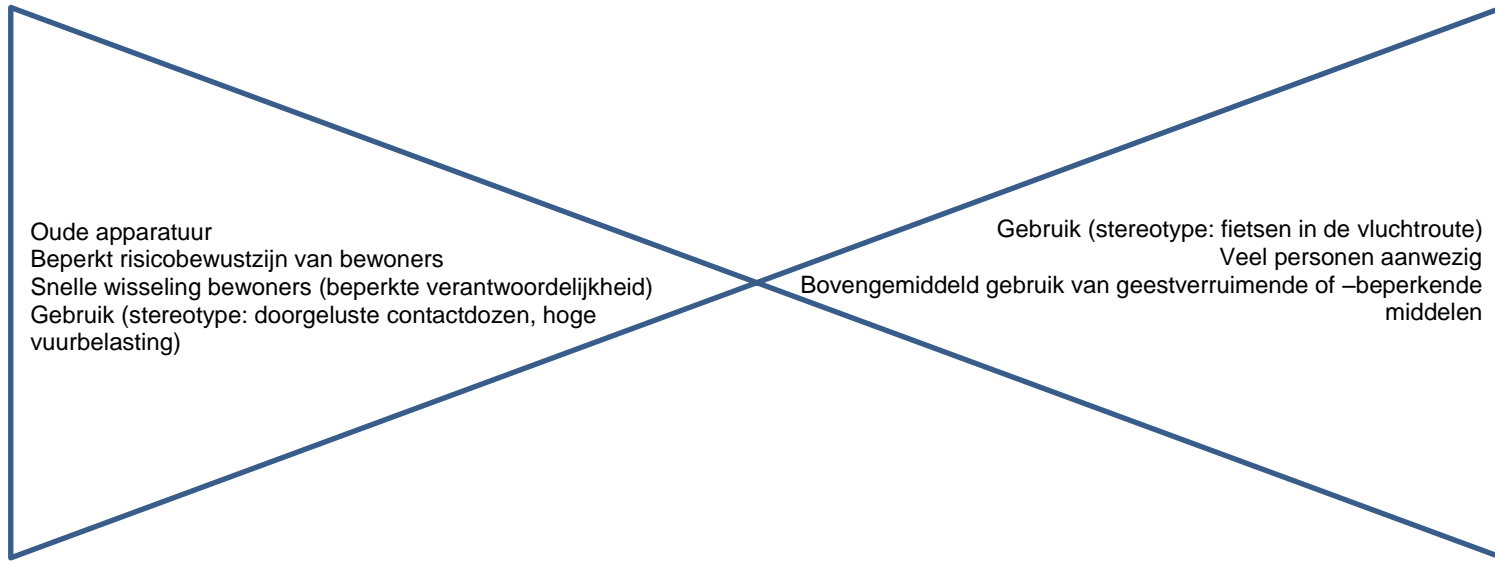 Oude apparatuur
Beperkt risicobewustzijn van bewoners
Snelle wisseling bewoners (beperkte verantwoordelijkheid)
Gebruik (stereotype: doorgeluste contactdozen, hoge
vuurbelasting)
Gebruik (stereotype: fietsen in de vluchtroute)
Veel personen aanwezig
Bovengemiddeld gebruik van geestverruimende of –beperkende
middelen